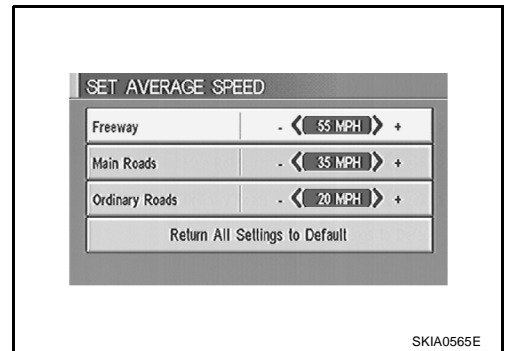 SET AVERAGE SPEED
Freeway - 55 MPH +
Main Roads - 35 MPH +
Ordinary Roads - 20 MPH +
Return All Settings to Default
SKIA0565E